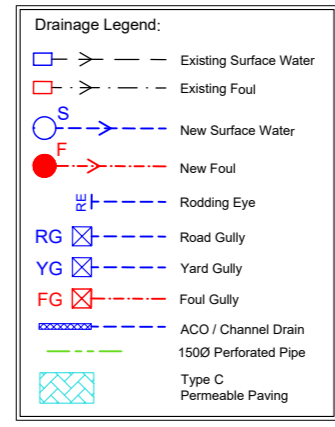 Drainage Legend:
Existing Surface Water
Existing Foul
S
New Surface Water
F
New Foul
RE
Rodding Eye
RG
Road Gully
YG
Yard Gully
FG
Foul Gully
ACO / Channel Drain
150Ø Perforated Pipe
Type C
Permeable Paving